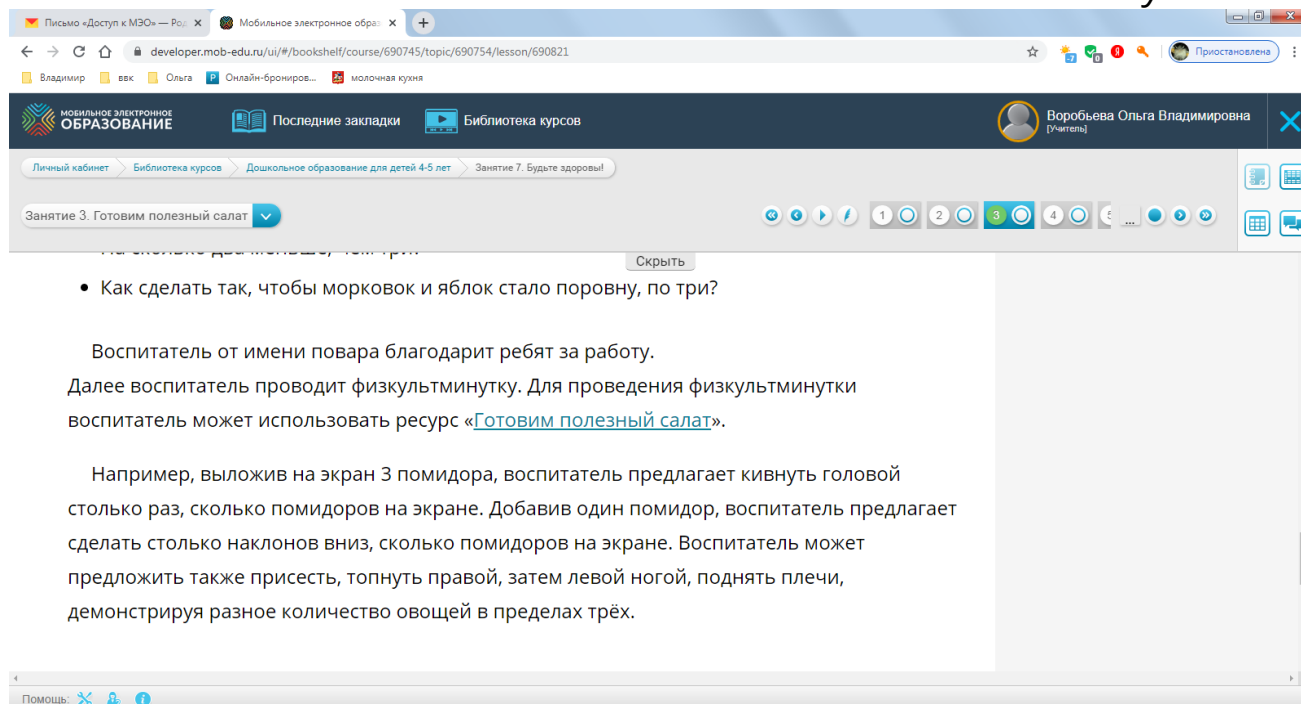 у
Письмо «Доступ к МЭО» — Род
Мобильное электронное образ
developer.mob-edu.ru/ui/#/bookshelf/course/690745/topic/690754/lesson/690821
-7
0
Приостановлена
Владимир
ввк
Ольга
Онлайн-брониров...
молочная кухня
МОБИЛЬНОЕ ЭЛЕКТРОННОЕ
ОБРАЗОВАНИЕ
Последние закладки
Библиотека курсов
Воробьева Ольга Владимировна
[Учитель]
Личный кабинет
Библиотека курсов
Дошкольное образование для детей 4-5 лет
Занятие 7. Будьте здоровы!
Занятие 3. Готовим полезный салат
1 2 3 4 5 ...
Скрыть
• Как сделать так, чтобы морковок и яблок стало поровну, по три?
Воспитатель от имени повара благодарит ребят за работу.
Далее воспитатель проводит физкультминутку. Для проведения физкультминутки
воспитатель может использовать ресурс «Готовим полезный салат».
Например, выложив на экран 3 помидора, воспитатель предлагает кивнуть головой
столько раз, сколько помидоров на экране. Добавив один помидор, воспитатель предлагает
сделать столько наклонов вниз, сколько помидоров на экране. Воспитатель может
предложить также присесть, топнуть правой, затем левой ногой, поднять плечи,
демонстрируя разное количество овощей в пределах трёх.
Помощь: